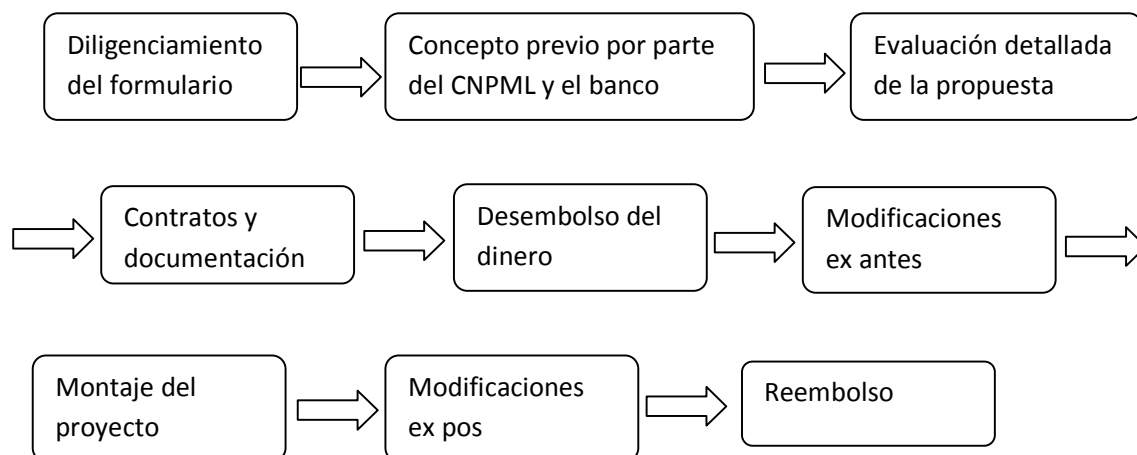 Diligenciamiento
del formulario
Concepto previo por parte
del CNPML y el banco
Evaluación detallada
de la propuesta
Contratos y
documentación
Desembolso del
dinero
Modificaciones
ex antes
Montaje del
proyecto
Modificaciones
ex pos
Reembolso